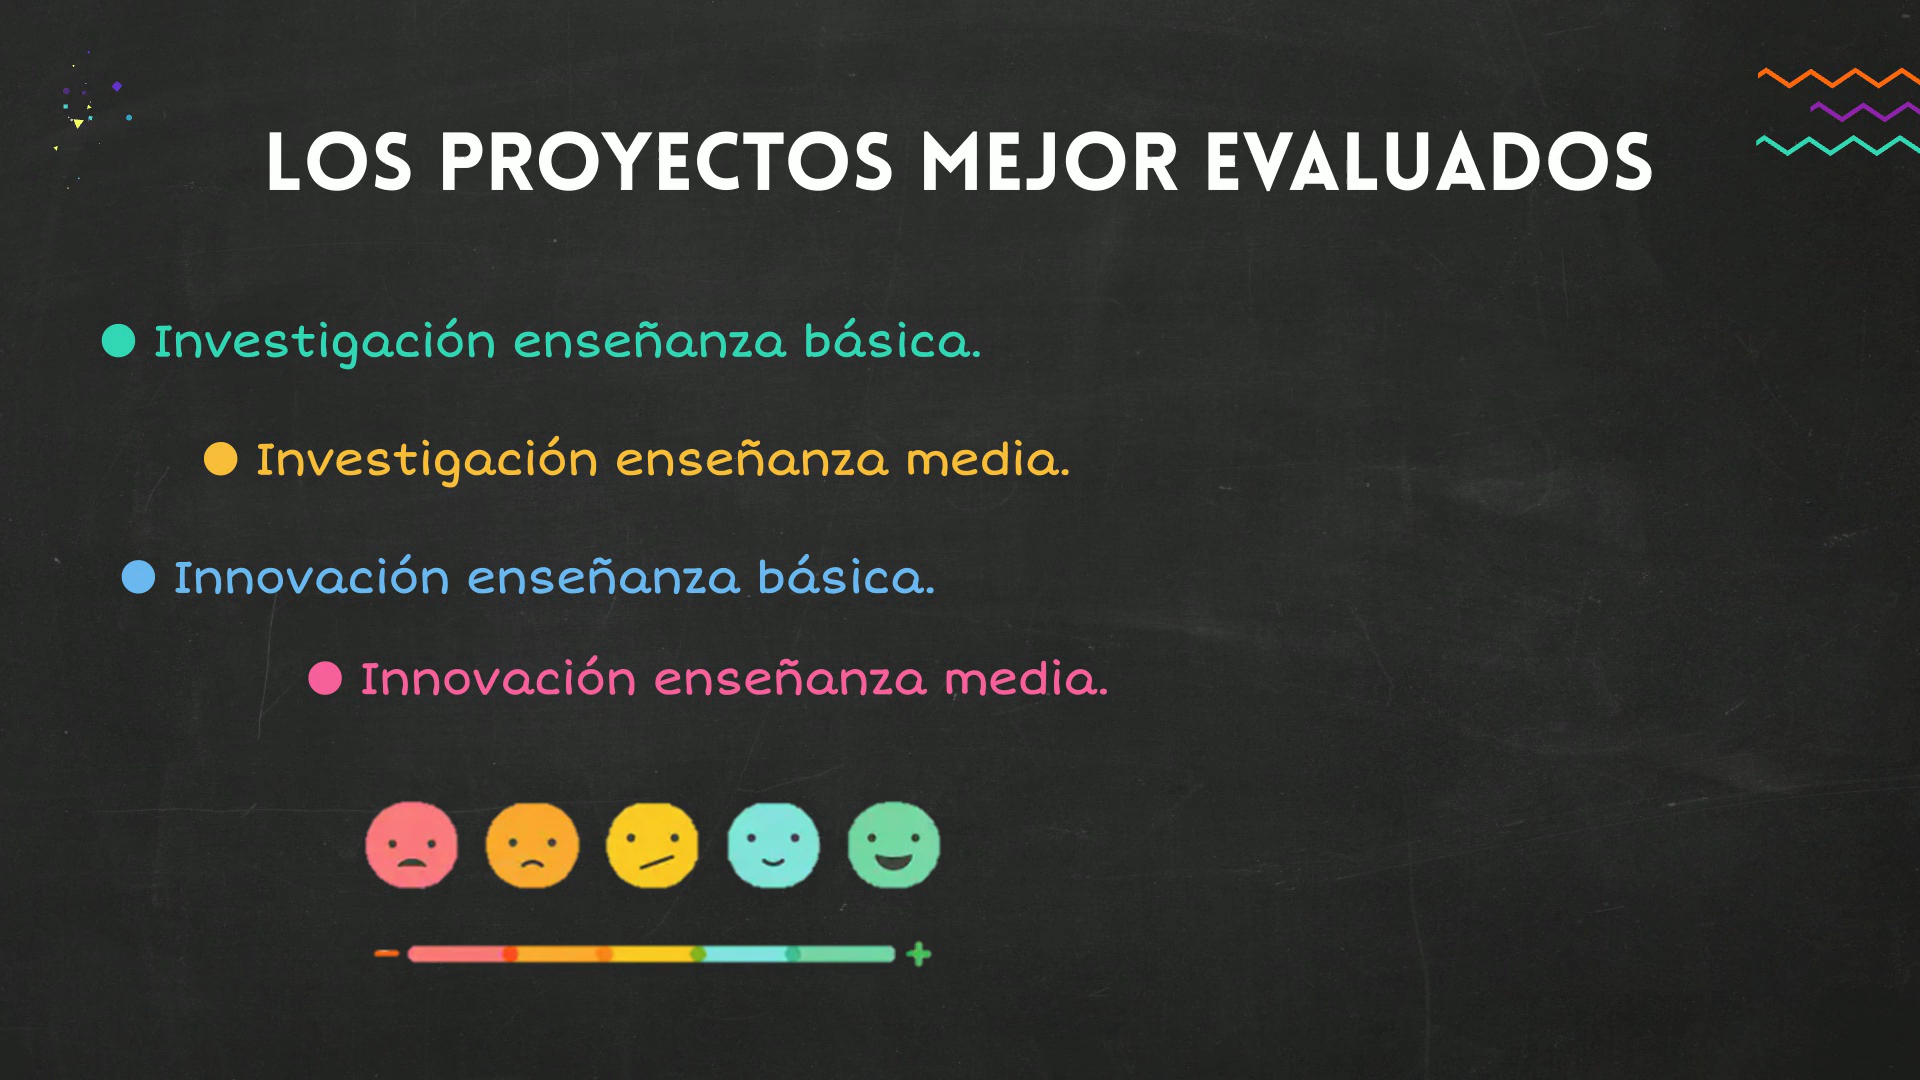 LOS PROYECTOS MEJOR EVALUADOS
● Investigación enseñanza básica.
● Investigación enseñanza media.
● Innovación enseñanza básica.
● Innovación enseñanza media.
- +